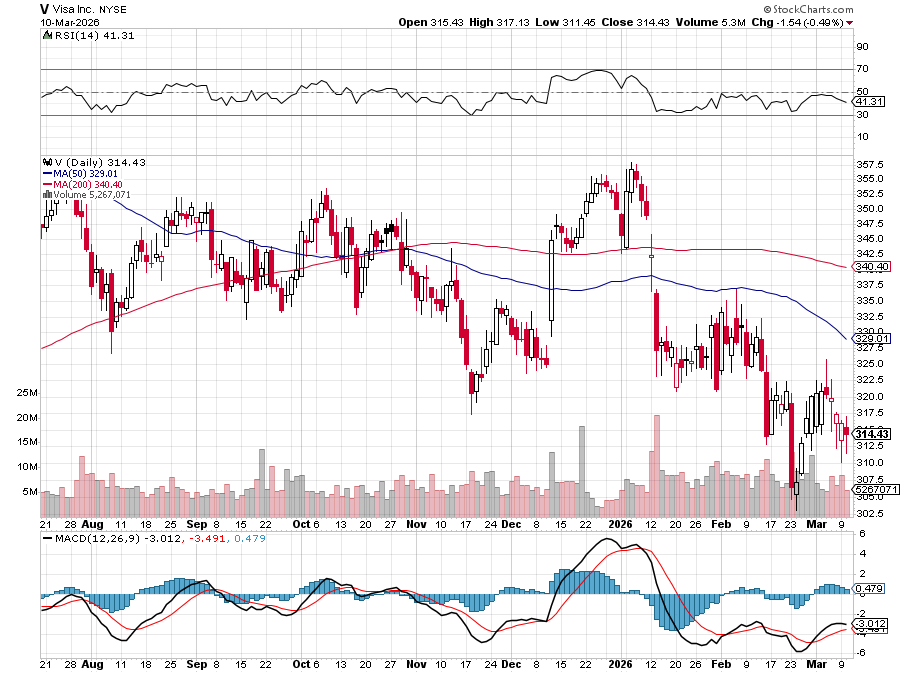 V Visa Inc. NYSE
© StockCharts.com
10-Mar-2026
Open 315.43 High 317.13 Low 311.45 Close 314.43 Volume 5.3M Chg -1.54 (-0.49%)
RSI(14) 41.31
90
70
50
41.31
30
10
V (Daily) 314.43
MA(50) 329.01
MA(200) 340.40
Volume 5,267,071
357.5
355.0
352.5
350.0
347.5
345.0
342.5
340.40
337.5
335.0
332.5
330.0
329.01
327.5
325.0
322.5
320.0
317.5
314.43
312.5
310.0
307.5
5267071
305.0
302.5
25M
20M
15M
10M
5M
21 28 Aug 11 18 25 Sep 8 15 22 Oct 6 13 20 27 Nov 10 17 24 Dec 8 15 22 2026 12 20 26 Feb 9 17 23 Mar 9
MACD(12,26,9) -3.012, -3.491, 0.479
6
4
2
0.479
0
-2
-3.012
-3.491
-4
-6
21 28 Aug 11 18 25 Sep 8 15 22 Oct 6 13 20 27 Nov 10 17 24 Dec 8 15 22 2026 12 20 26 Feb 9 17 23 Mar 9